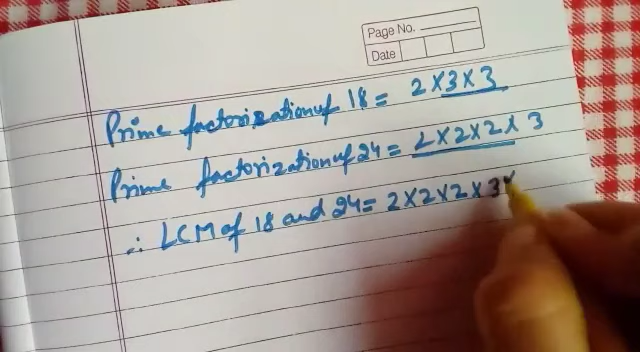 Page No.
Date
Prime factorization of 18 = 2 × 3 × 3
Prime factorization of 24 = 2 × 2 × 2 × 3
∴ LCM of 18 and 24 = 2 × 2 × 2 × 3 ×